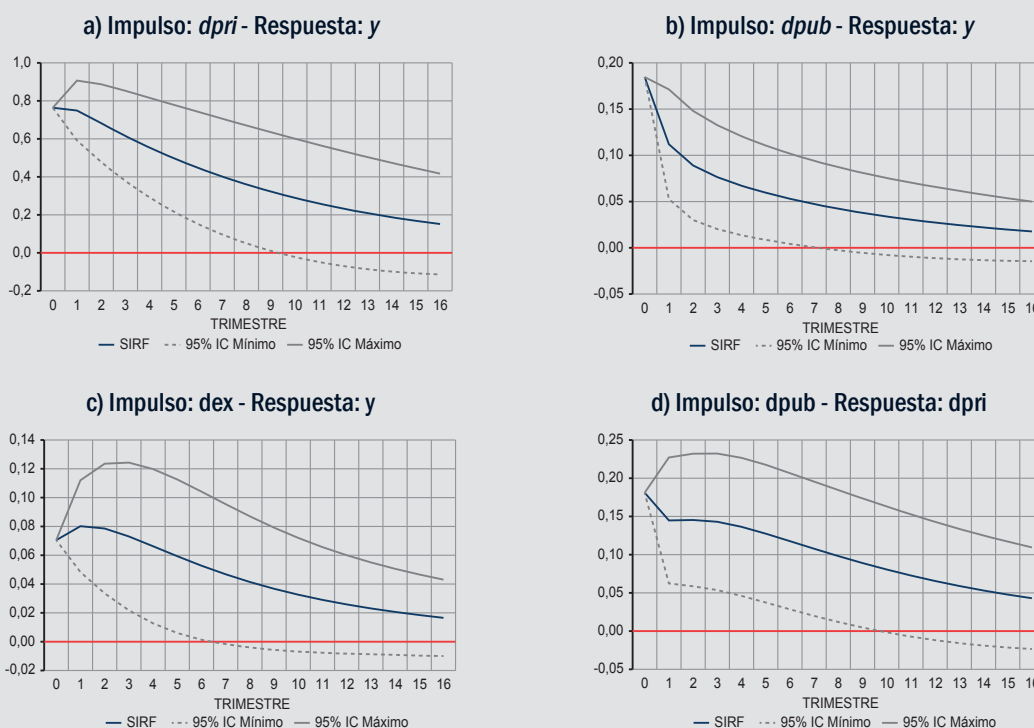 a) Impulso: dpri - Respuesta: y
1,0
0,8
0,6
0,4
0,2
0,0
-0,2
0 1 2 3 4 5 6 7 8 9 10 11 12 13 14 15 16
TRIMESTRE
SIRF 95% IC Mínimo 95% IC Máximo
b) Impulso: dpub - Respuesta: y
0,20
0,15
0,10
0,05
0,00
-0,05
0 1 2 3 4 5 6 7 8 9 10 11 12 13 14 15 16
TRIMESTRE
SIRF 95% IC Mínimo 95% IC Máximo
c) Impulso: dex - Respuesta: y
0,14
0,12
0,10
0,08
0,06
0,04
0,02
0,00
-0,02
0 1 2 3 4 5 6 7 8 9 10 11 12 13 14 15 16
TRIMESTRE
SIRF 95% IC Mínimo 95% IC Máximo
d) Impulso: dpub - Respuesta: dpri
0,25
0,20
0,15
0,10
0,05
0,00
-0,05
0 1 2 3 4 5 6 7 8 9 10 11 12 13 14 15 16
TRIMESTRE
SIRF 95% IC Mínimo 95% IC Máximo